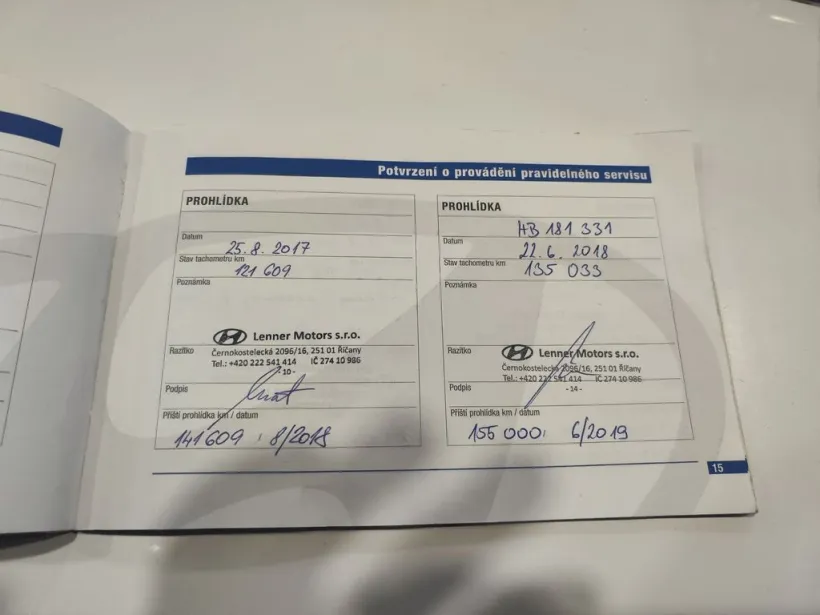 Potvrzení o provádění pravidelného servisu
PROHLÍDKA
Datum
25.8.2017
Stav tachometru km
121 609
Poznámka
Razítko
Lenner Motors s.r.o.
Černokostelecká 2096/16, 251 01 Říčany
Tel.: +420 222 541 414 IČ 274 10 986
- 10 -
Podpis
Příští prohlídka km / datum
141 609 8/2018
PROHLÍDKA
HB 181 331
Datum
22.6.2018
Stav tachometru km
135 033
Poznámka
Razítko
Lenner Motors s.r.o.
Černokostelecká 2096/16, 251 01 Říčany
Tel.: +420 222 541 414 IČ 274 10 986
- 14 -
Podpis
Příští prohlídka km / datum
155 000 6/2019
15